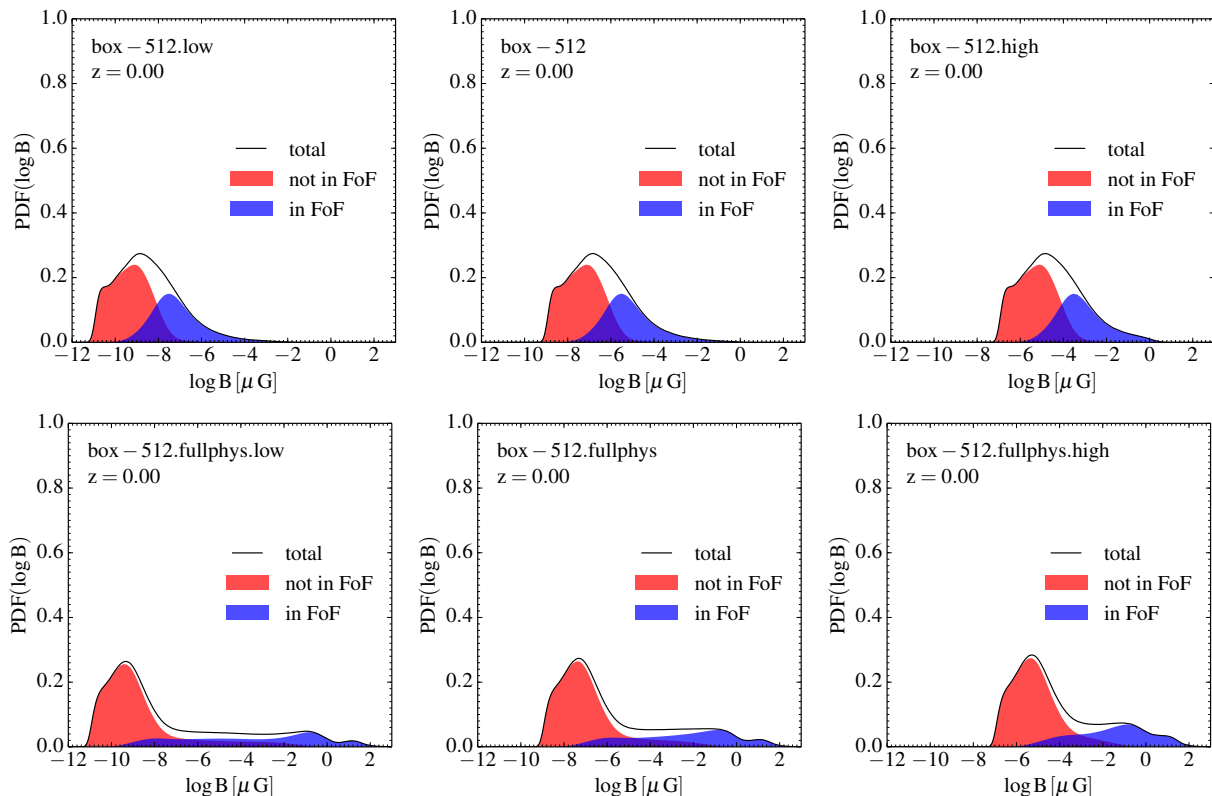 1.0
0.8
0.6
0.4
0.2
0.0
PDF(log B)
box − 512.low
z = 0.00
total
not in FoF
in FoF
−12 −10 −8 −6 −4 −2 0 2
log B [μ G]
1.0
0.8
0.6
0.4
0.2
0.0
PDF(log B)
box − 512
z = 0.00
total
not in FoF
in FoF
−12 −10 −8 −6 −4 −2 0 2
log B [μ G]
1.0
0.8
0.6
0.4
0.2
0.0
PDF(log B)
box − 512.high
z = 0.00
total
not in FoF
in FoF
−12 −10 −8 −6 −4 −2 0 2
log B [μ G]
1.0
0.8
0.6
0.4
0.2
0.0
PDF(log B)
box − 512.fullphys.low
z = 0.00
total
not in FoF
in FoF
−12 −10 −8 −6 −4 −2 0 2
log B [μ G]
1.0
0.8
0.6
0.4
0.2
0.0
PDF(log B)
box − 512.fullphys
z = 0.00
total
not in FoF
in FoF
−12 −10 −8 −6 −4 −2 0 2
log B [μ G]
1.0
0.8
0.6
0.4
0.2
0.0
PDF(log B)
box − 512.fullphys.high
z = 0.00
total
not in FoF
in FoF
−12 −10 −8 −6 −4 −2 0 2
log B [μ G]